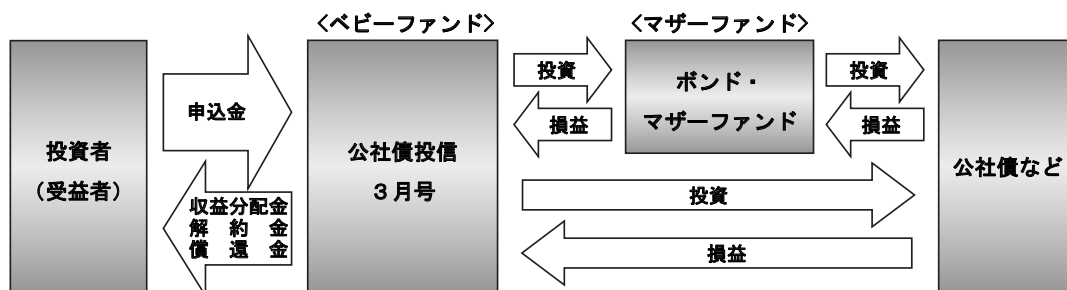 〈ベビーファンド〉
〈マザーファンド〉
投資者
（受益者）
申込金
収益分配金
解約金
償還金
公社債投信
３月号
投資
損益
ボンド・
マザーファンド
投資
損益
投資
損益
公社債など